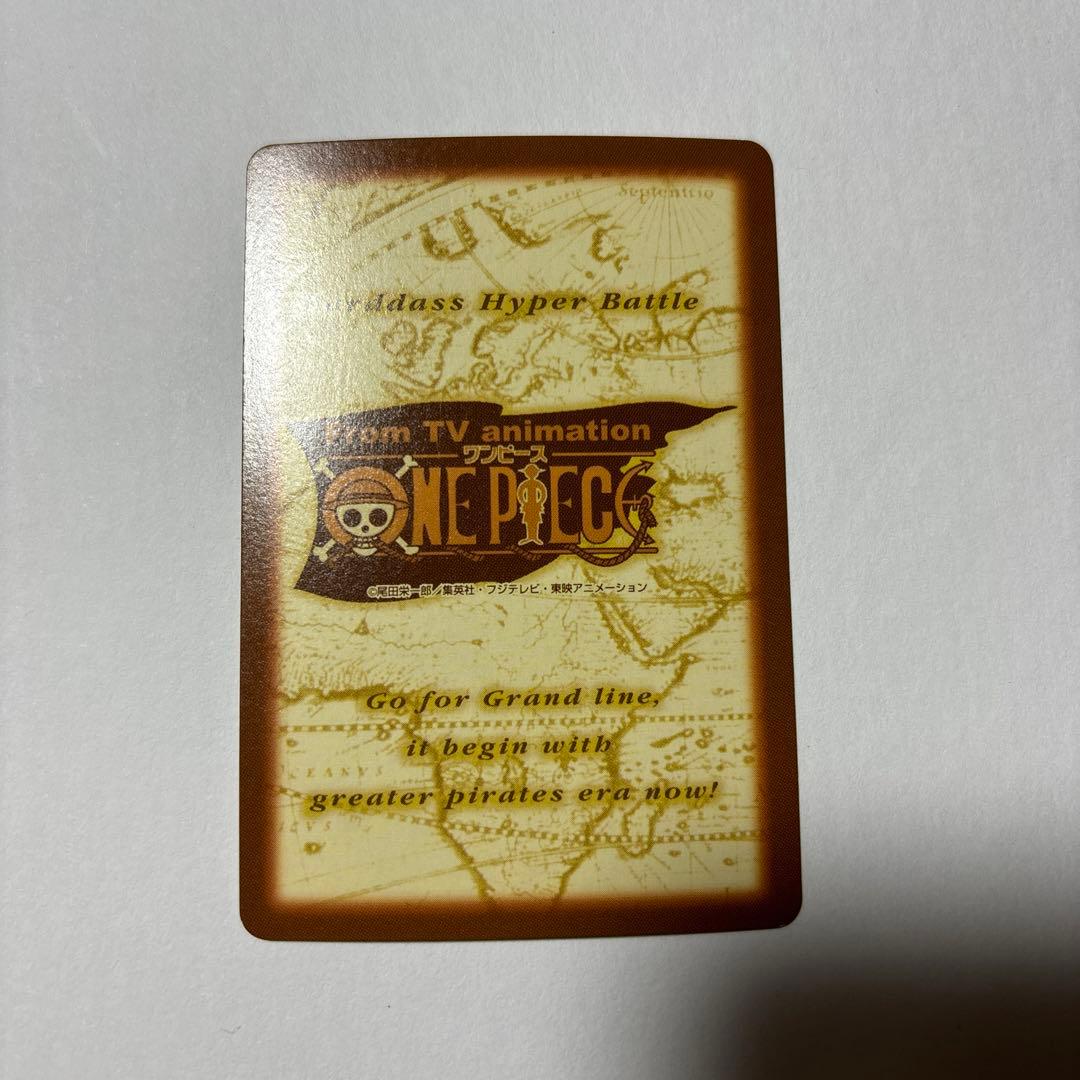 Septentrio
Carddass Hyper Battle
From TV animation
ワンピース
ONE PIECE
©尾田栄一郎／集英社・フジテレビ・東映アニメーション
Go for Grand line,
it begin with
greater pirates era now!